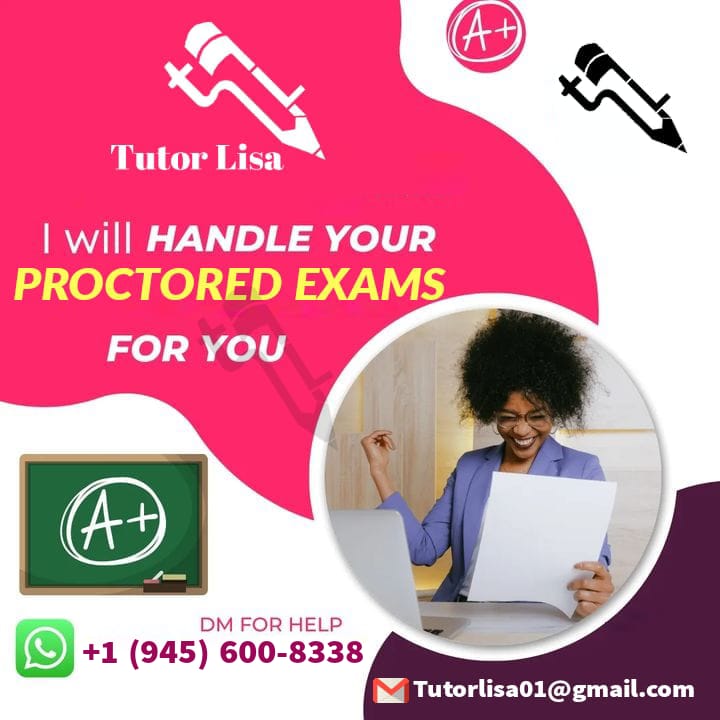 A+
Tutor Lisa
I will HANDLE YOUR
PROCTORED EXAMS
FOR YOU
A+
DM FOR HELP
+1 (945) 600-8338
Tutorlisa01@gmail.com